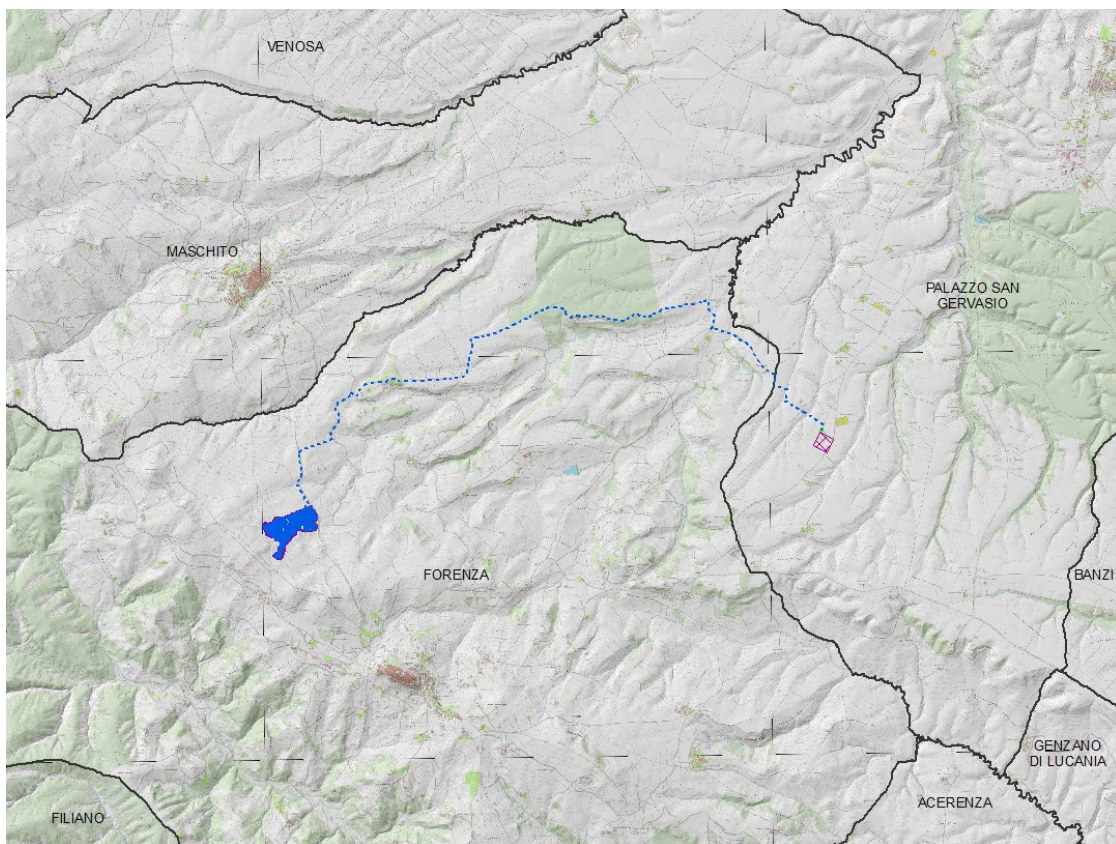 VENOSA
MASCHITO
PALAZZO SAN
GERVASIO
FORENZA
BANZI
GENZANO
DI LUCANIA
ACERENZA
FILIANO